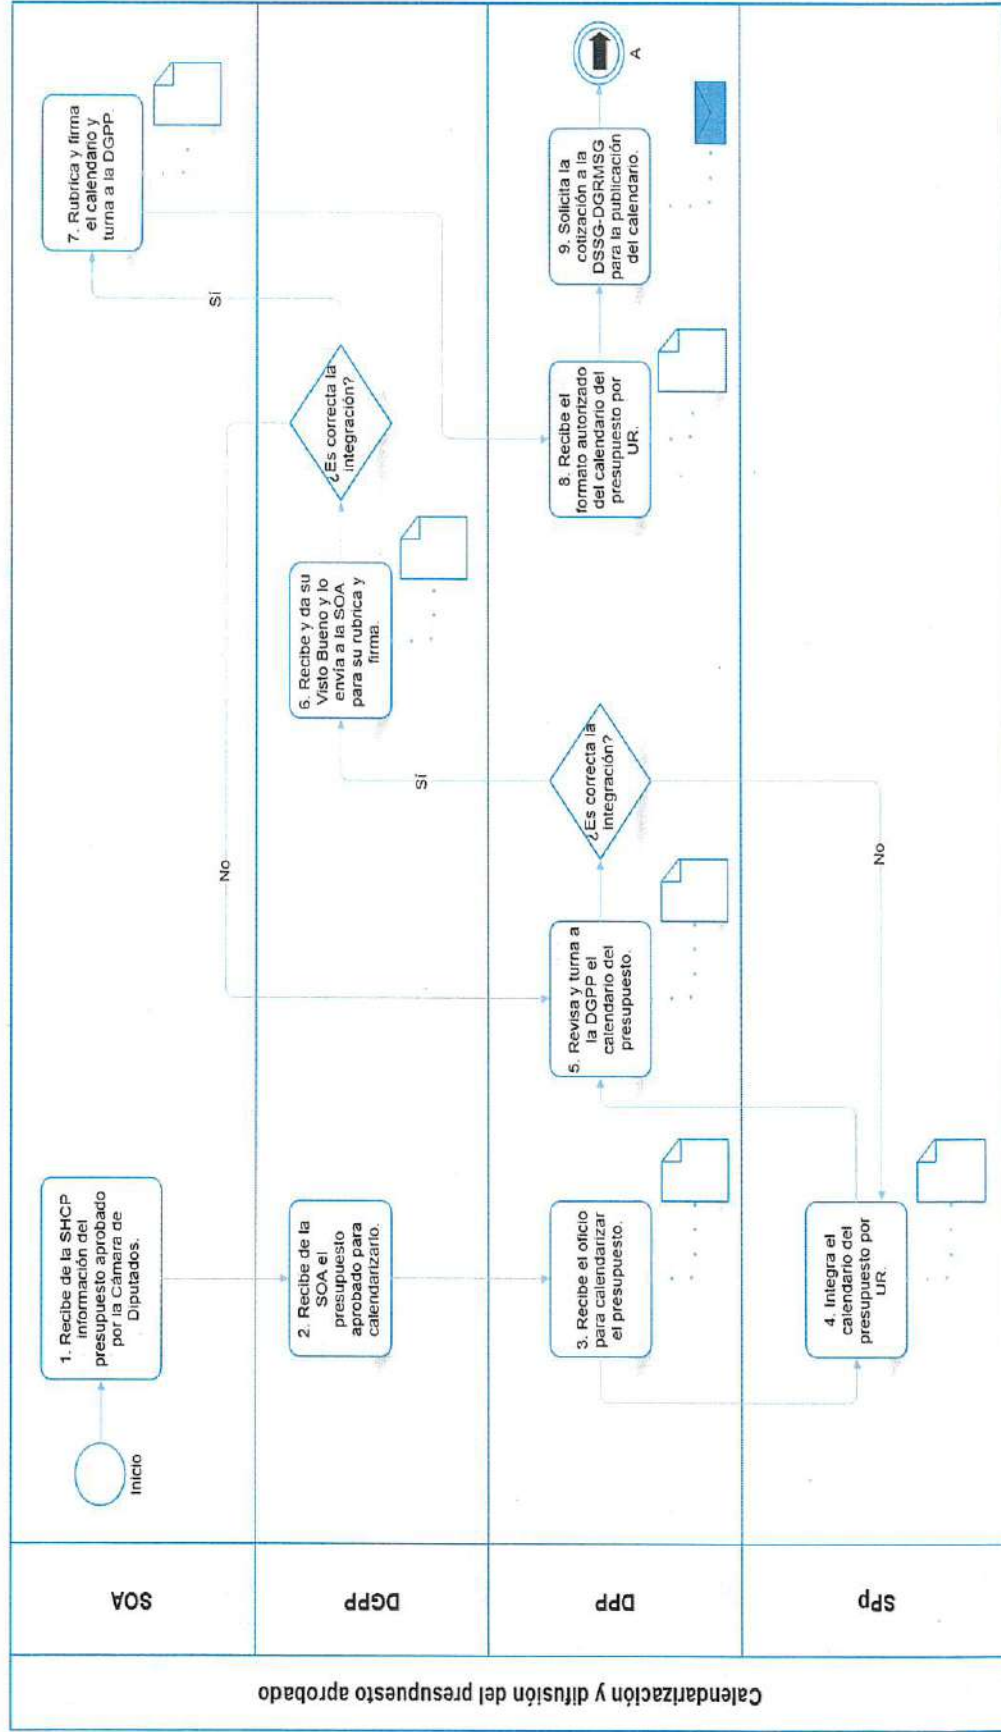 Calendarización y difusión del presupuesto aprobado
SOA
Inicio
1. Recibe de la SHCP
información del
presupuesto aprobado
por la Cámara de
Diputados.
No
Sí
7. Rubrica y firma
el calendario y
turna a la DGPP.
DGPP
2. Recibe de la
SOA el
presupuesto
aprobado para
calendarizarlo.
Sí
6. Recibe y da su
Visto Bueno y lo
envía a la SOA
para su rubrica y
firma.
¿Es correcta la
integración?
DPP
3. Recibe el oficio
para calendarizar
el presupuesto.
5. Revisa y turna a
la DGPP el
calendario del
presupuesto.
¿Es correcta la
integración?
8. Recibe el
formato autorizado
del calendario del
presupuesto por
UR.
9. Solicita la
cotización a la
DSSG-DGRMSG
para la publicación
del calendario.
A
SPp
4. Integra el
calendario del
presupuesto por
UR.
No